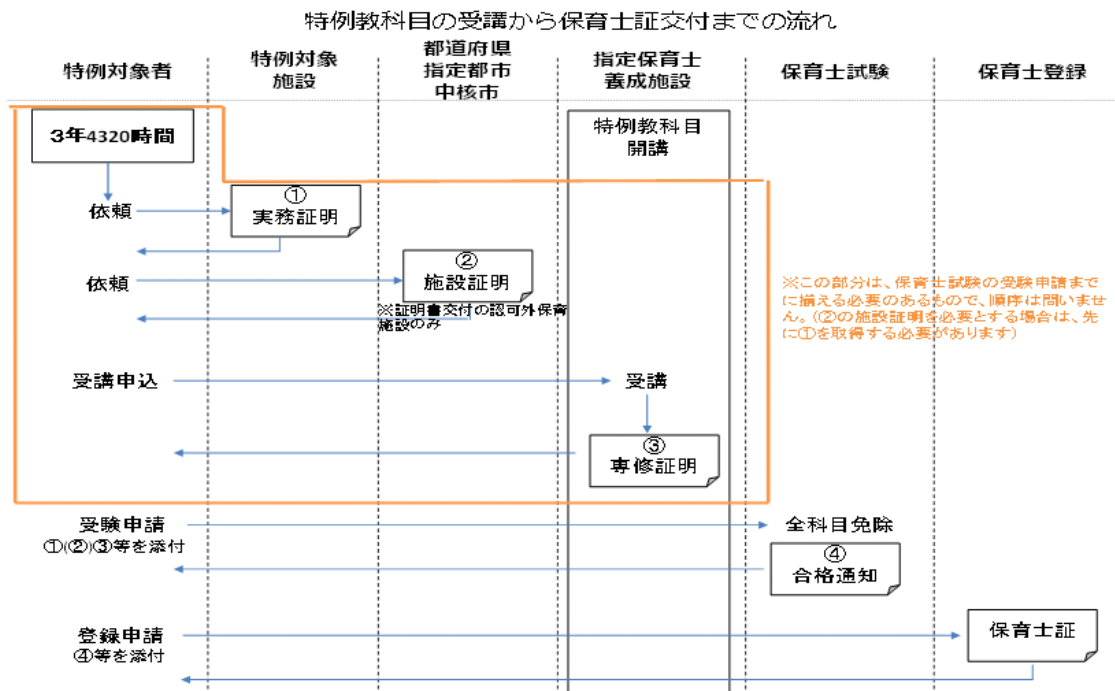 特例教科目の受講から保育士証交付までの流れ
特例対象者
特例対象
施設
都道府県
指定都市
中核市
指定保育士
養成施設
保育士試験
保育士登録
3年4320時間
特例教科目
開講
依頼
①
実務証明
依頼
②
施設証明
※証明書交付の認可外保育
施設のみ
※この部分は、保育士試験の受験申請まで
に揃える必要のあるもので、順序は問いませ
ん。（②の施設証明を必要とする場合は、先
に①を取得する必要があります）
受講申込
受講
③
専修証明
受験申請
①(②)③等を添付
全科目免除
④
合格通知
登録申請
④等を添付
保育士証